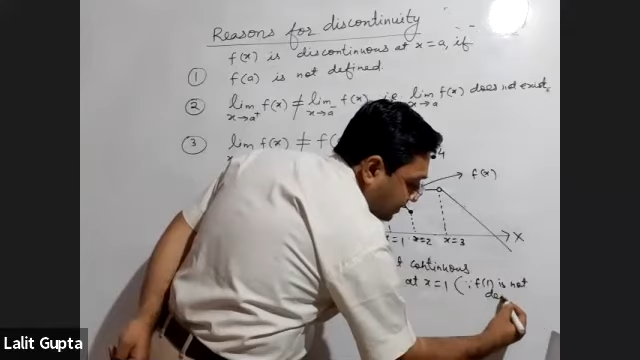 Reasons for discontinuity
f(x) is discontinuous at x=a, if
① f(a) is not defined.
② lim x→a⁺ f(x) ≠ lim x→a⁻ f(x) i.e. lim x→a f(x) does not exist.
③ lim f(x) ≠ f(
4
f(x)
=1 x=2 x=3 X
continuous
at x=1 (∵ f(1) is not
Lalit Gupta